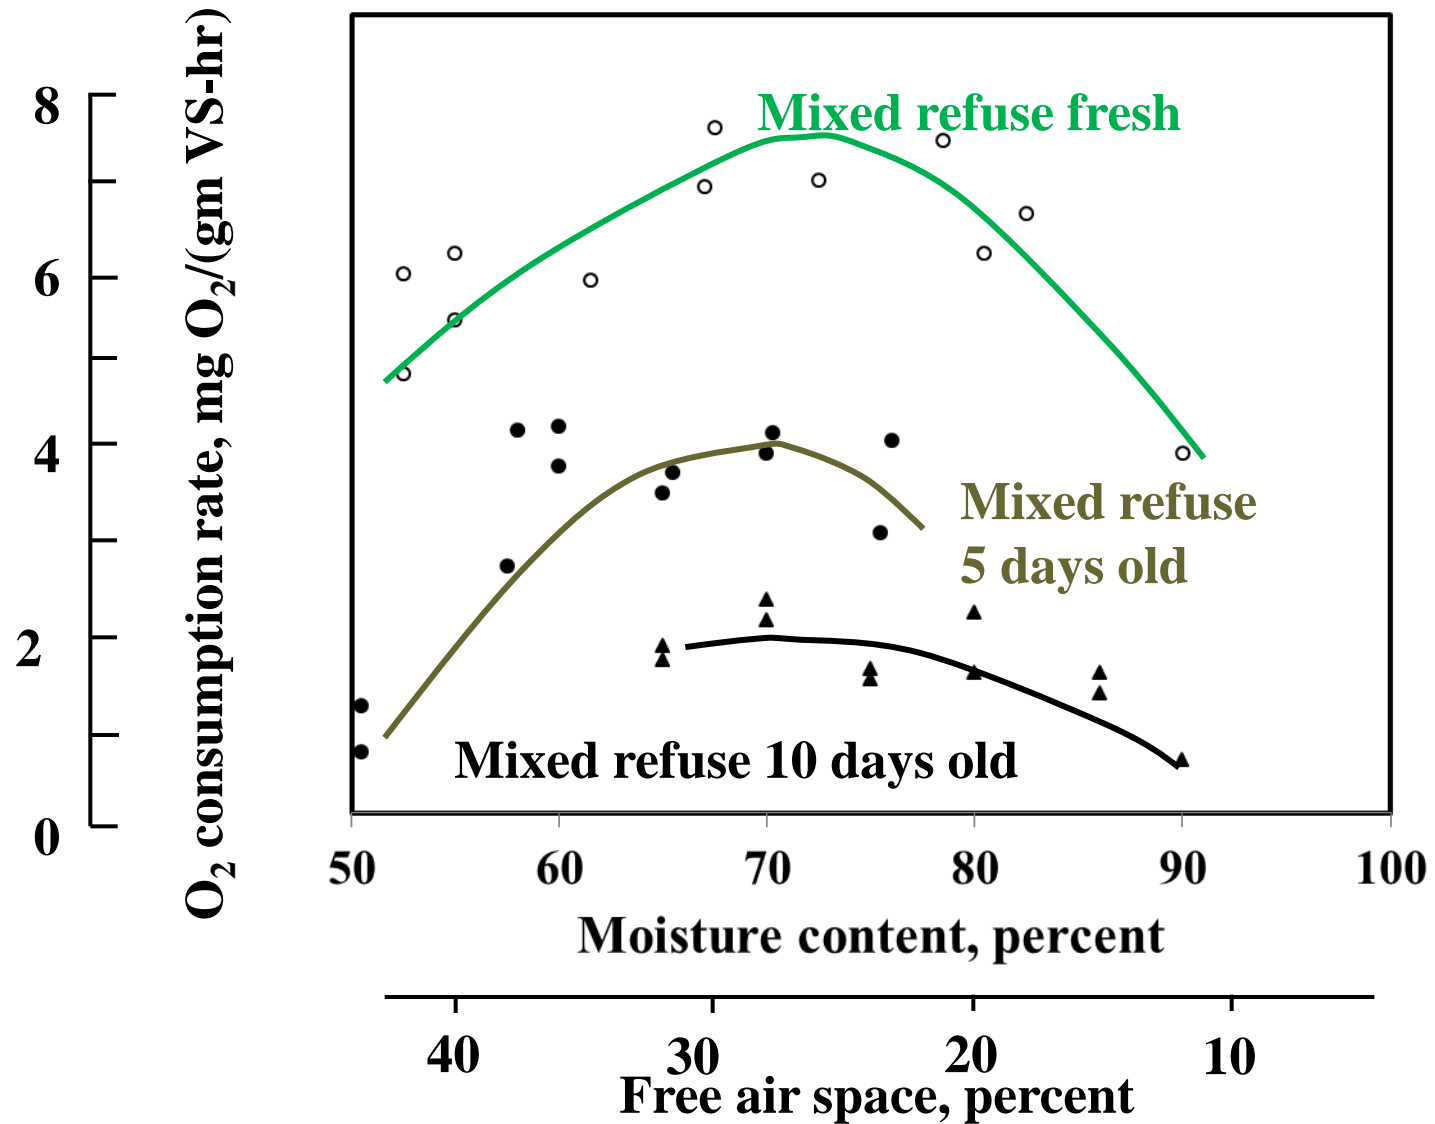 8
6
4
2
0
O2 consumption rate, mg O2/(gm VS-hr)
Mixed refuse fresh
Mixed refuse
5 days old
Mixed refuse 10 days old
50 60 70 80 90 100
Moisture content, percent
40 30 20 10
Free air space, percent